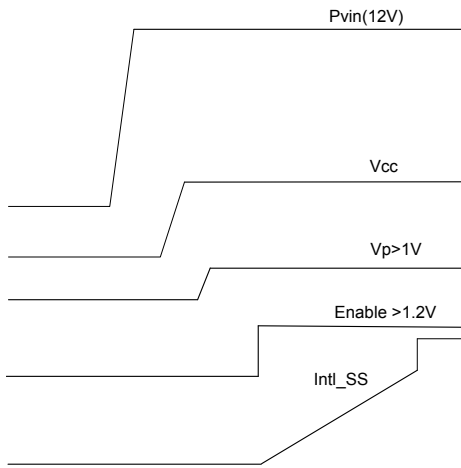 Pvin(12V)
Vcc
Vp>1V
Enable >1.2V
Intl_SS